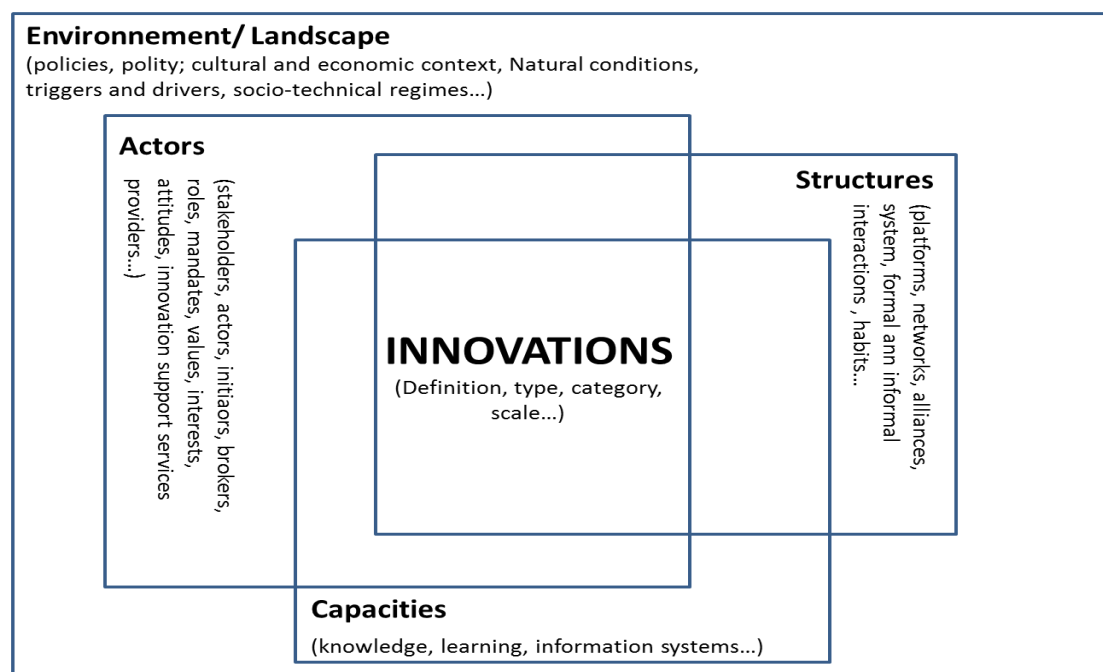 Environnement/ Landscape
(policies, polity; cultural and economic context, Natural conditions,
triggers and drivers, socio-technical regimes...)
Actors
(stakeholders, actors, initiaors, brokers,
roles, mandates, values, interests,
attitudes, innovation support services
providers...)
Structures
(platforms, networks, alliances,
system, formal ann informal
interactions , habits...
INNOVATIONS
(Definition, type, category,
scale...)
Capacities
(knowledge, learning, information systems...)